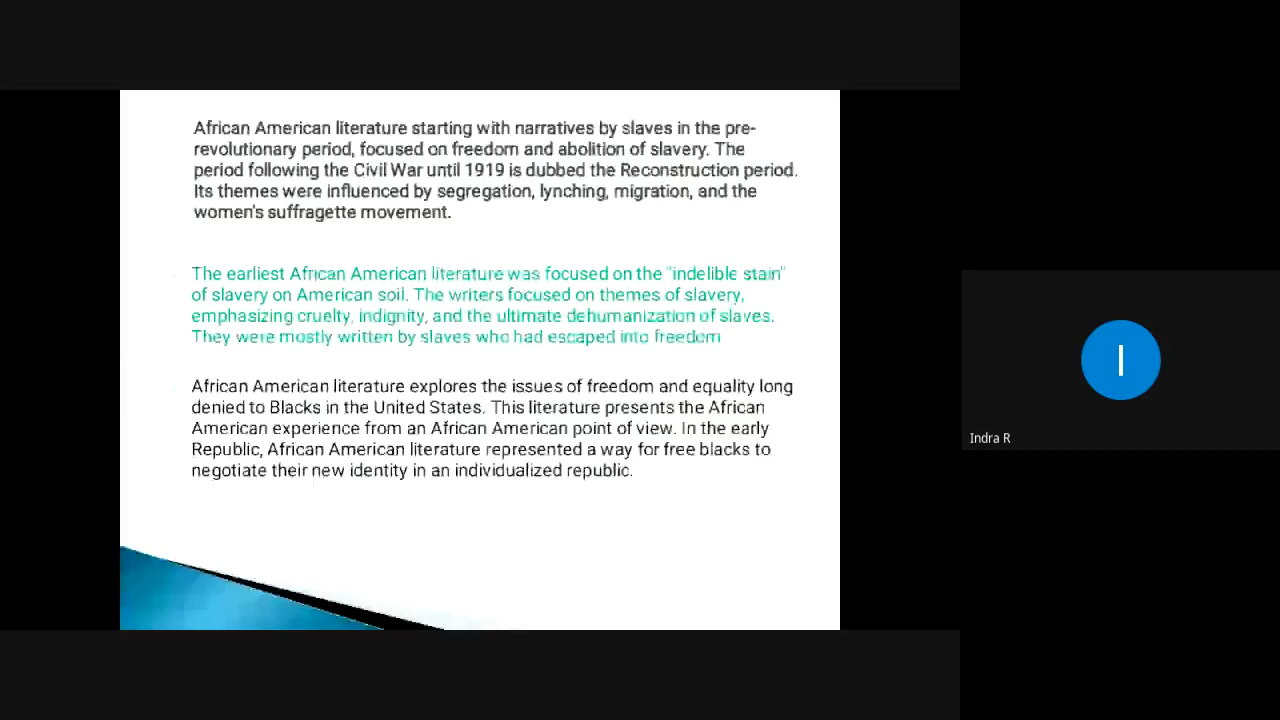 African American literature starting with narratives by slaves in the pre-
revolutionary period, focused on freedom and abolition of slavery. The
period following the Civil War until 1919 is dubbed the Reconstruction period.
Its themes were influenced by segregation, lynching, migration, and the
women's suffragette movement.
The earliest African American literature was focused on the "indelible stain"
of slavery on American soil. The writers focused on themes of slavery,
emphasizing cruelty, indignity, and the ultimate dehumanization of slaves.
They were mostly written by slaves who had escaped into freedom
African American literature explores the issues of freedom and equality long
denied to Blacks in the United States. This literature presents the African
American experience from an African American point of view. In the early
Republic, African American literature represented a way for free blacks to
negotiate their new identity in an individualized republic.
I
Indra R